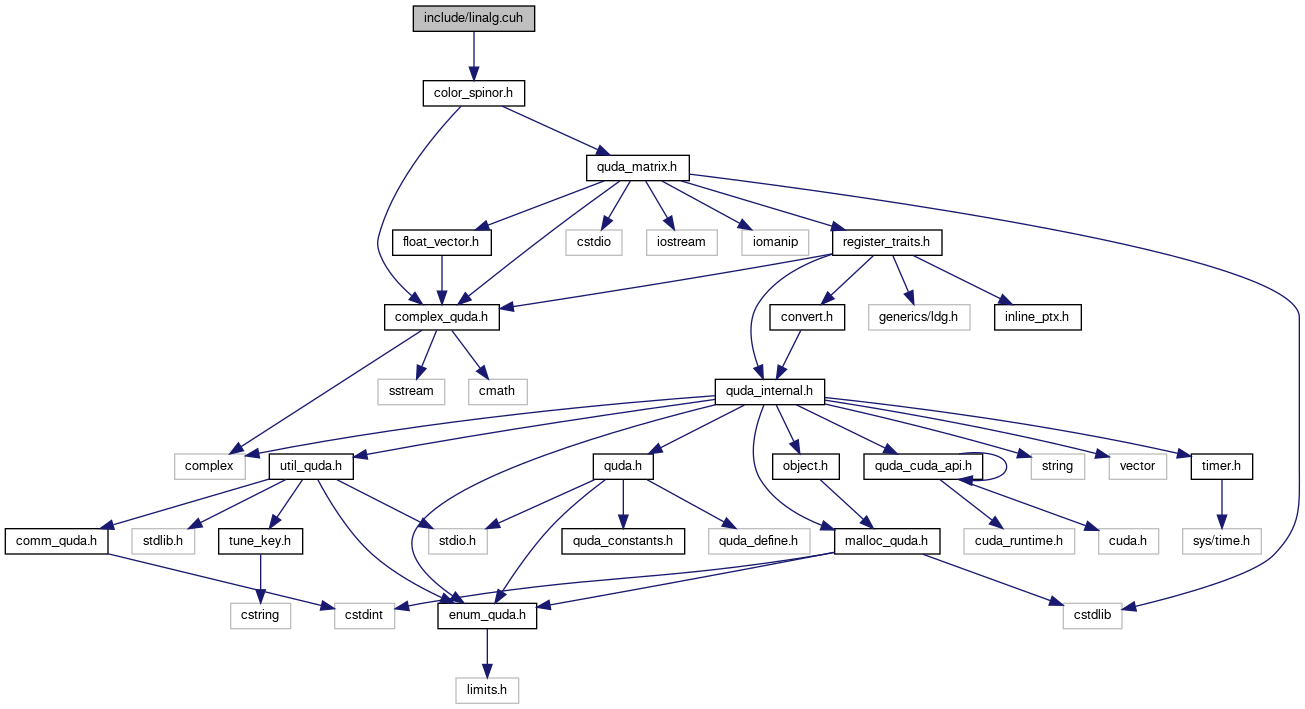 include/linalg.cuh
color_spinor.h
quda_matrix.h
float_vector.h
cstdio
iostream
iomanip
register_traits.h
complex_quda.h
convert.h
generics/ldg.h
inline_ptx.h
sstream
cmath
quda_internal.h
complex
util_quda.h
quda.h
object.h
quda_cuda_api.h
string
vector
timer.h
comm_quda.h
stdlib.h
tune_key.h
stdio.h
quda_constants.h
quda_define.h
malloc_quda.h
cuda_runtime.h
cuda.h
sys/time.h
cstring
cstdint
enum_quda.h
cstdlib
limits.h